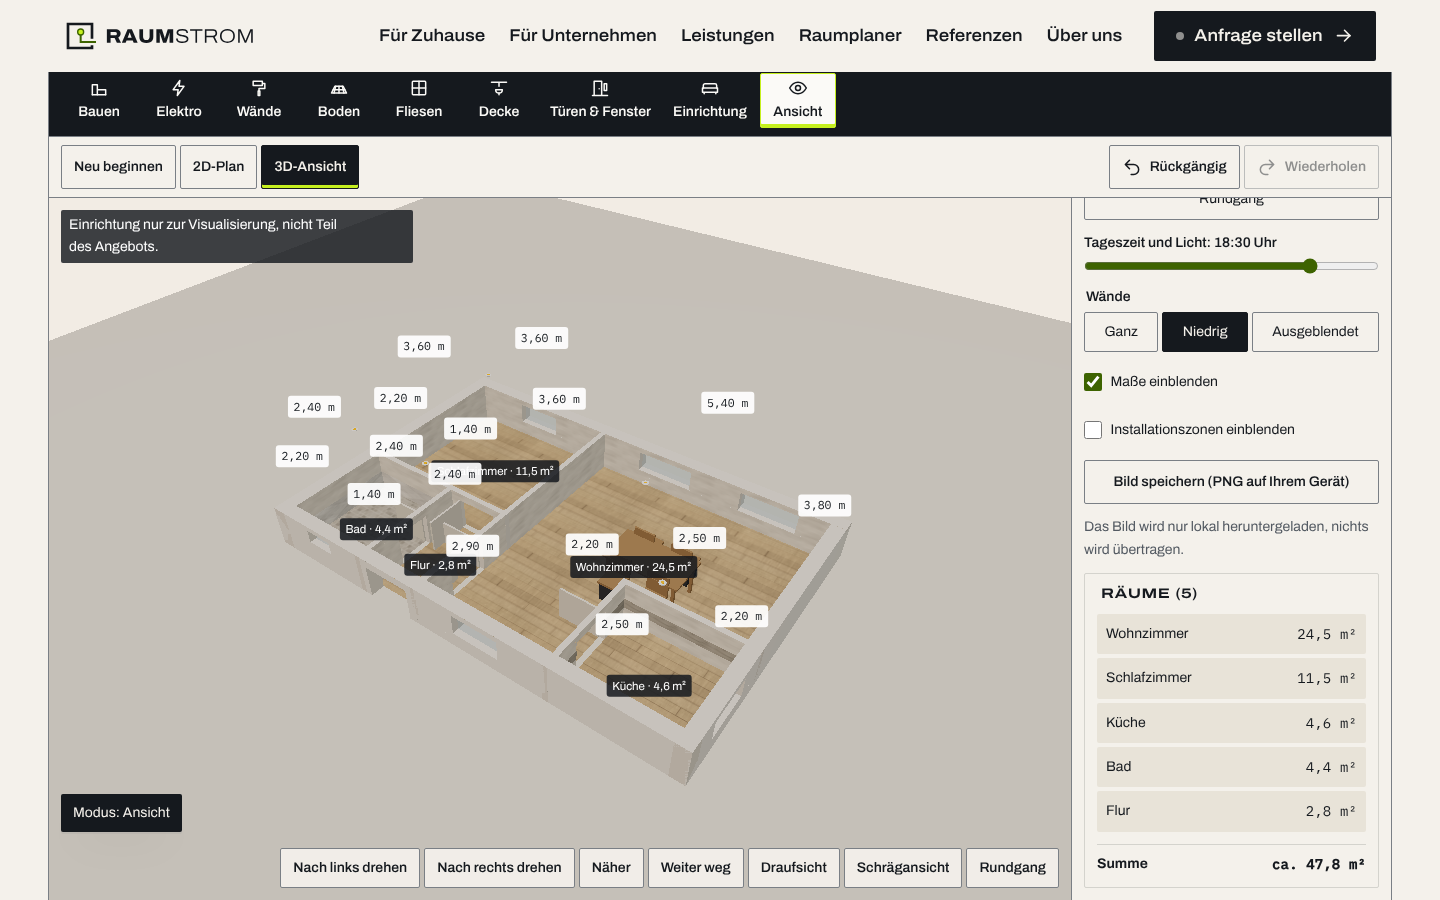 RAUMSTROM
Für Zuhause
Für Unternehmen
Leistungen
Raumplaner
Referenzen
Über uns
Anfrage stellen
Bauen
Elektro
Wände
Boden
Fliesen
Decke
Türen & Fenster
Einrichtung
Ansicht
Neu beginnen
2D-Plan
3D-Ansicht
Rückgängig
Wiederholen
Einrichtung nur zur Visualisierung, nicht Teil
des Angebots.
3,60 m
3,60 m
2,40 m
2,20 m
3,60 m
5,40 m
1,40 m
2,40 m
2,20 m
2,40 m
11,5 m²
1,40 m
3,80 m
Bad · 4,4 m²
2,90 m
2,20 m
2,50 m
Flur · 2,8 m²
Wohnzimmer · 24,5 m²
2,50 m
2,20 m
Küche · 4,6 m²
Modus: Ansicht
Nach links drehen
Nach rechts drehen
Näher
Weiter weg
Draufsicht
Schrägansicht
Rundgang
Rundgang
Tageszeit und Licht: 18:30 Uhr
Wände
Ganz
Niedrig
Ausgeblendet
Maße einblenden
Installationszonen einblenden
Bild speichern (PNG auf Ihrem Gerät)
Das Bild wird nur lokal heruntergeladen, nichts
wird übertragen.
RÄUME (5)
Wohnzimmer 24,5 m²
Schlafzimmer 11,5 m²
Küche 4,6 m²
Bad 4,4 m²
Flur 2,8 m²
Summe ca. 47,8 m²